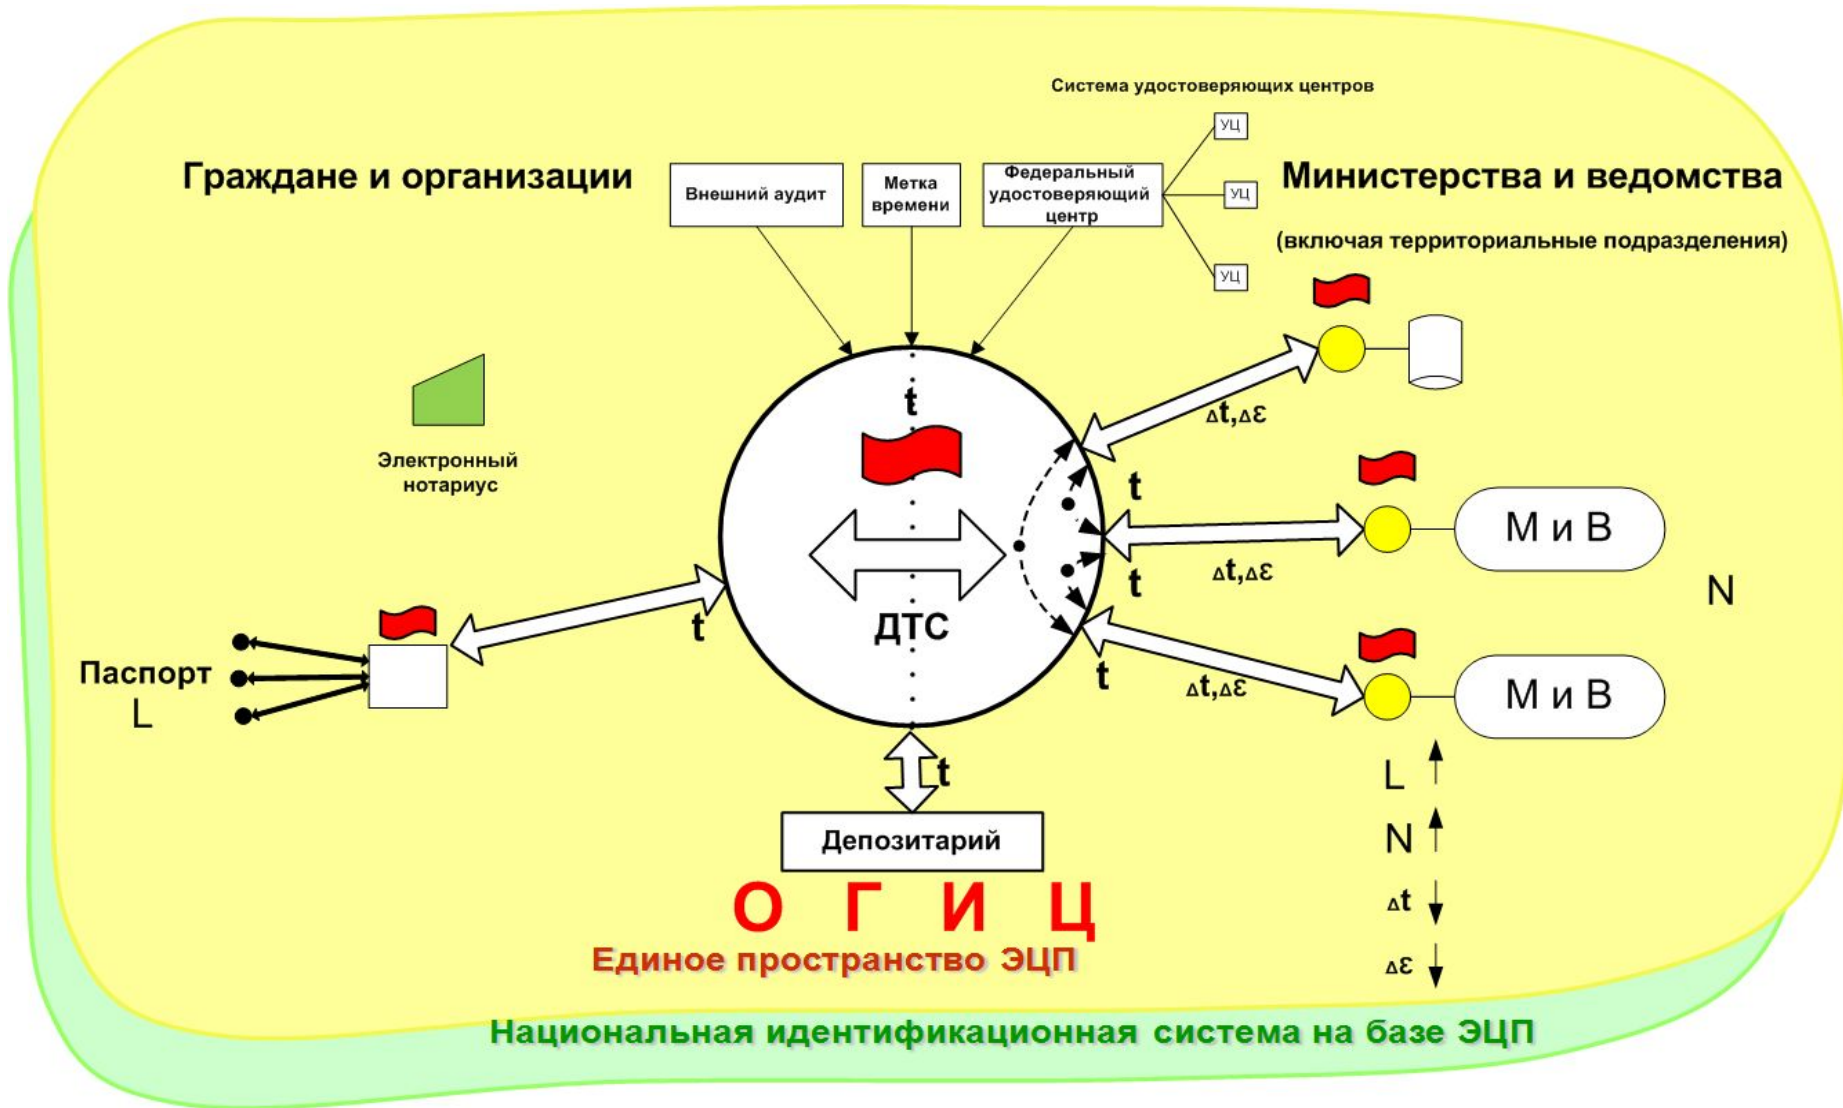 Система удостоверяющих центров
УЦ
УЦ
УЦ
Граждане и организации
Внешний аудит
Метка
времени
Федеральный
удостоверяющий
центр
Министерства и ведомства
(включая территориальные подразделения)
Электронный
нотариус
t
ДТС
Δt,Δε
t
Δt,Δε
М и В
t
N
Δt,Δε
М и В
t
t
Паспорт
L
t
Депозитарий
L
N
Δt
Δε
О Г И Ц
Единое пространство ЭЦП
Национальная идентификационная система на базе ЭЦП